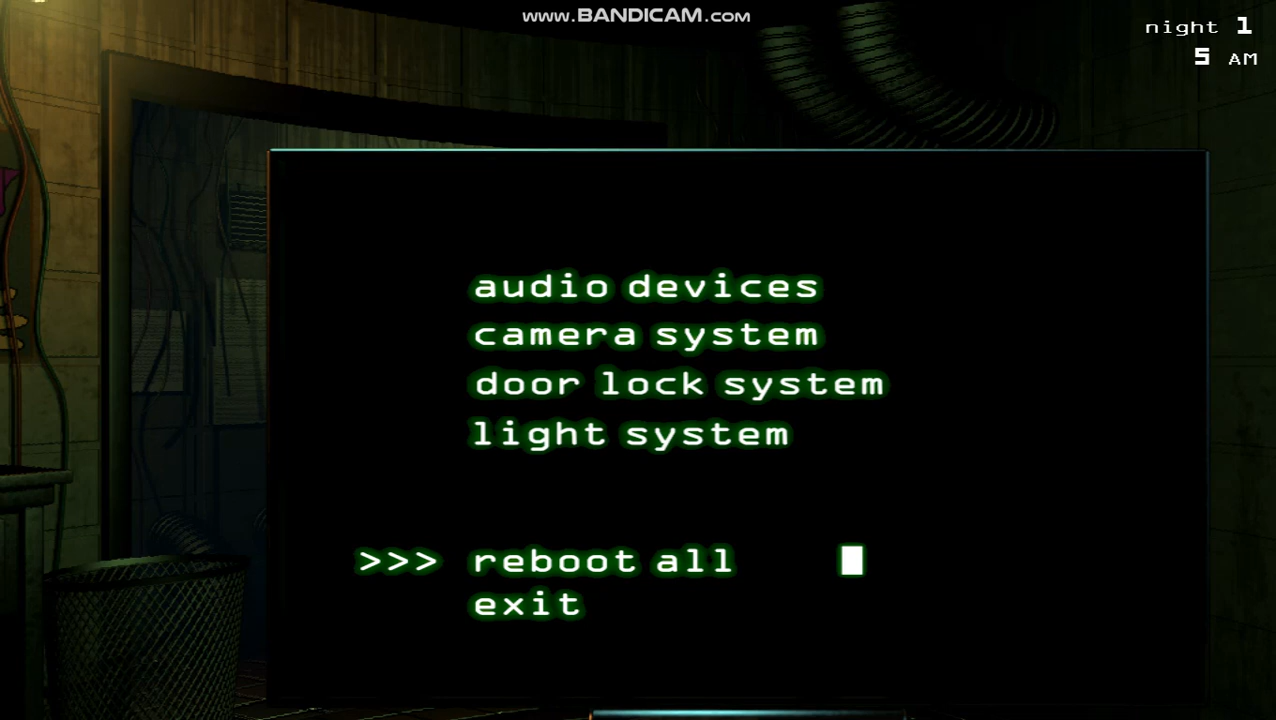 www.BANDICAM.com
night 1
5 AM
audio devices
camera system
door lock system
light system
>>> reboot all
exit